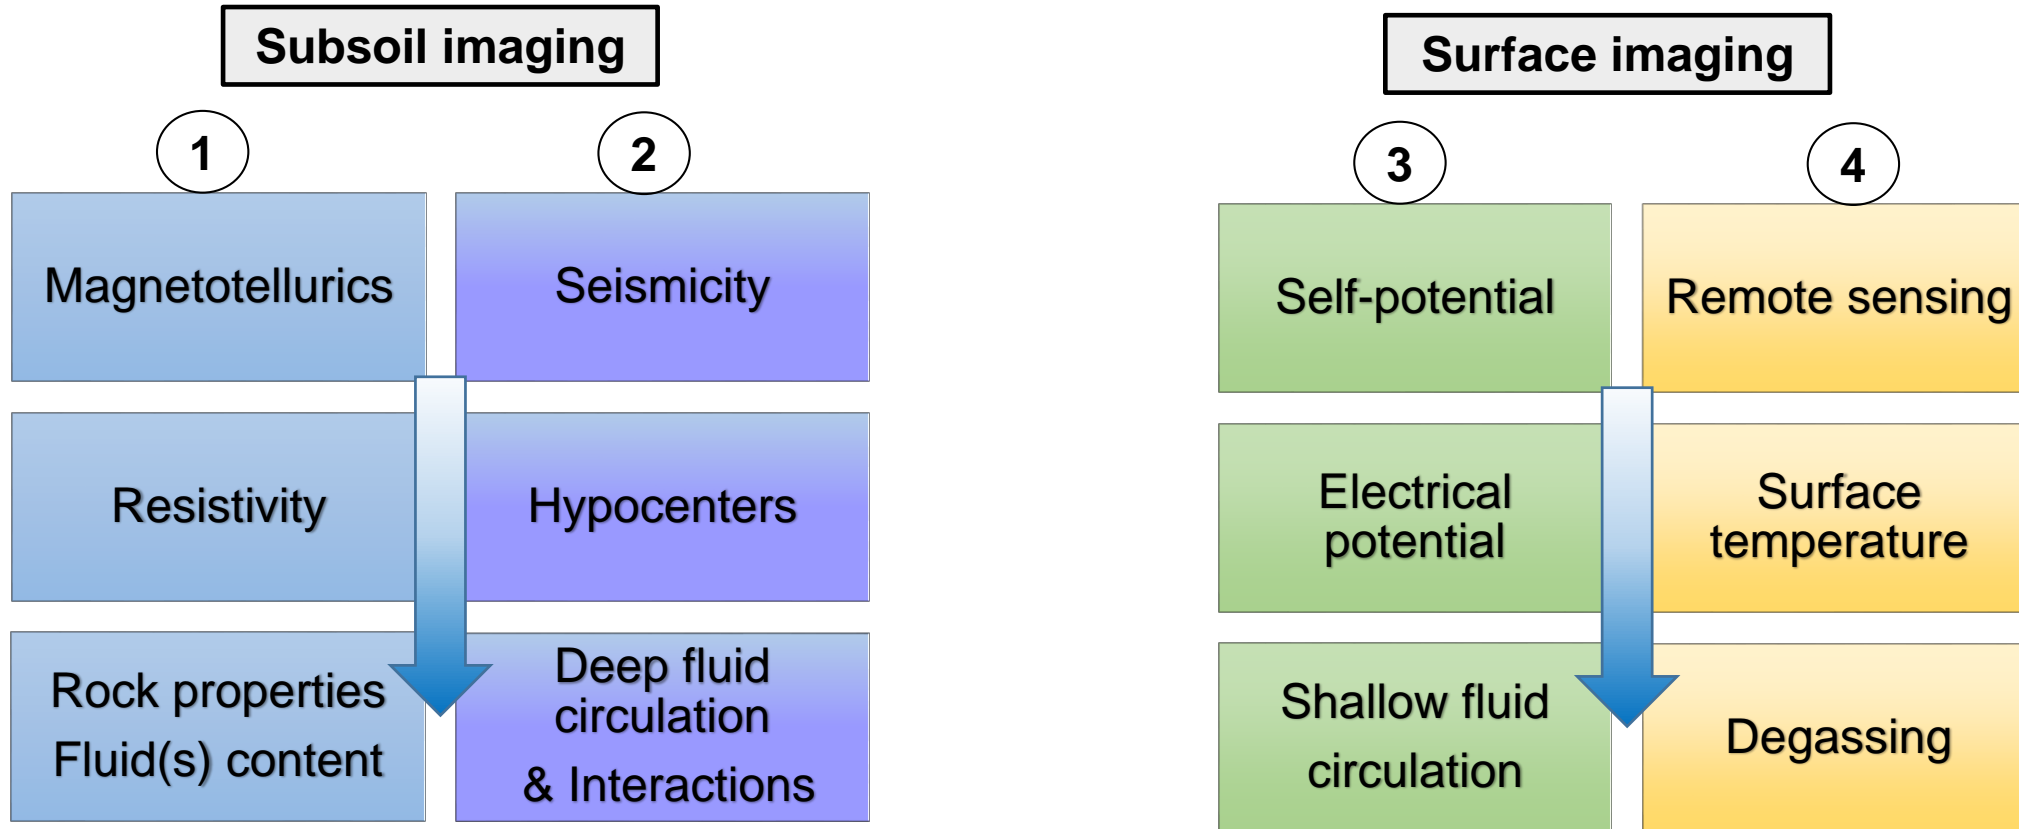 Subsoil imaging
1
2
Magnetotellurics
Seismicity
Resistivity
Hypocenters
Rock properties
Fluid(s) content
Deep fluid
circulation
& Interactions
Surface imaging
3
4
Self-potential
Remote sensing
Electrical
potential
Surface
temperature
Shallow fluid
circulation
Degassing